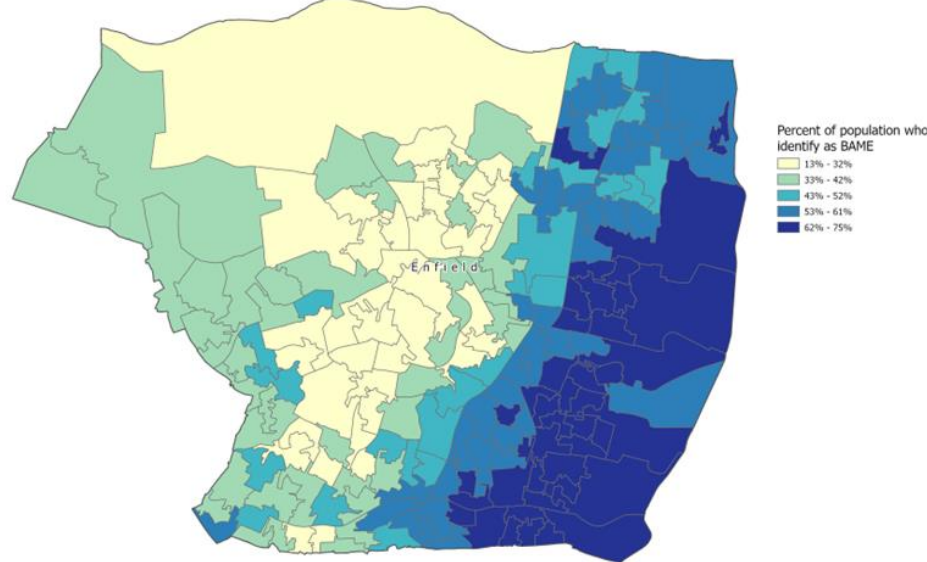 Percent of population who
identify as BAME
13% - 32%
33% - 42%
43% - 52%
53% - 61%
62% - 75%
Enfield